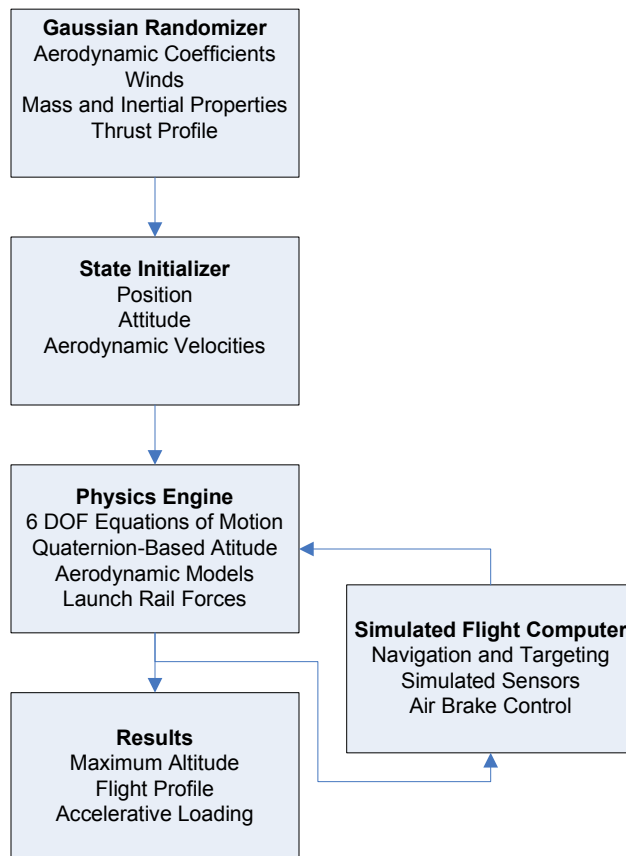 Gaussian Randomizer
Aerodynamic Coefficients
Winds
Mass and Inertial Properties
Thrust Profile
State Initializer
Position
Attitude
Aerodynamic Velocities
Physics Engine
6 DOF Equations of Motion
Quaternion-Based Atitude
Aerodynamic Models
Launch Rail Forces
Simulated Flight Computer
Navigation and Targeting
Simulated Sensors
Air Brake Control
Results
Maximum Altitude
Flight Profile
Accelerative Loading